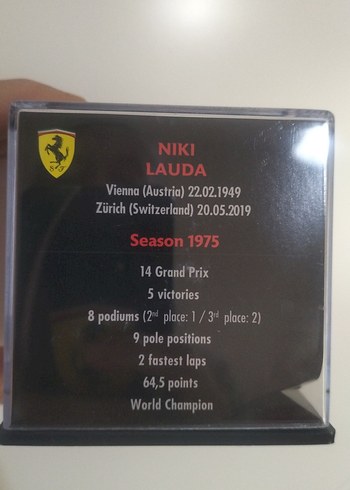 NIKI
LAUDA
Vienna (Austria) 22.02.1949
Zürich (Switzerland) 20.05.2019
Season 1975
14 Grand Prix
5 victories
8 podiums (2nd place: 1 / 3rd place: 2)
9 pole positions
2 fastest laps
64,5 points
World Champion
S F